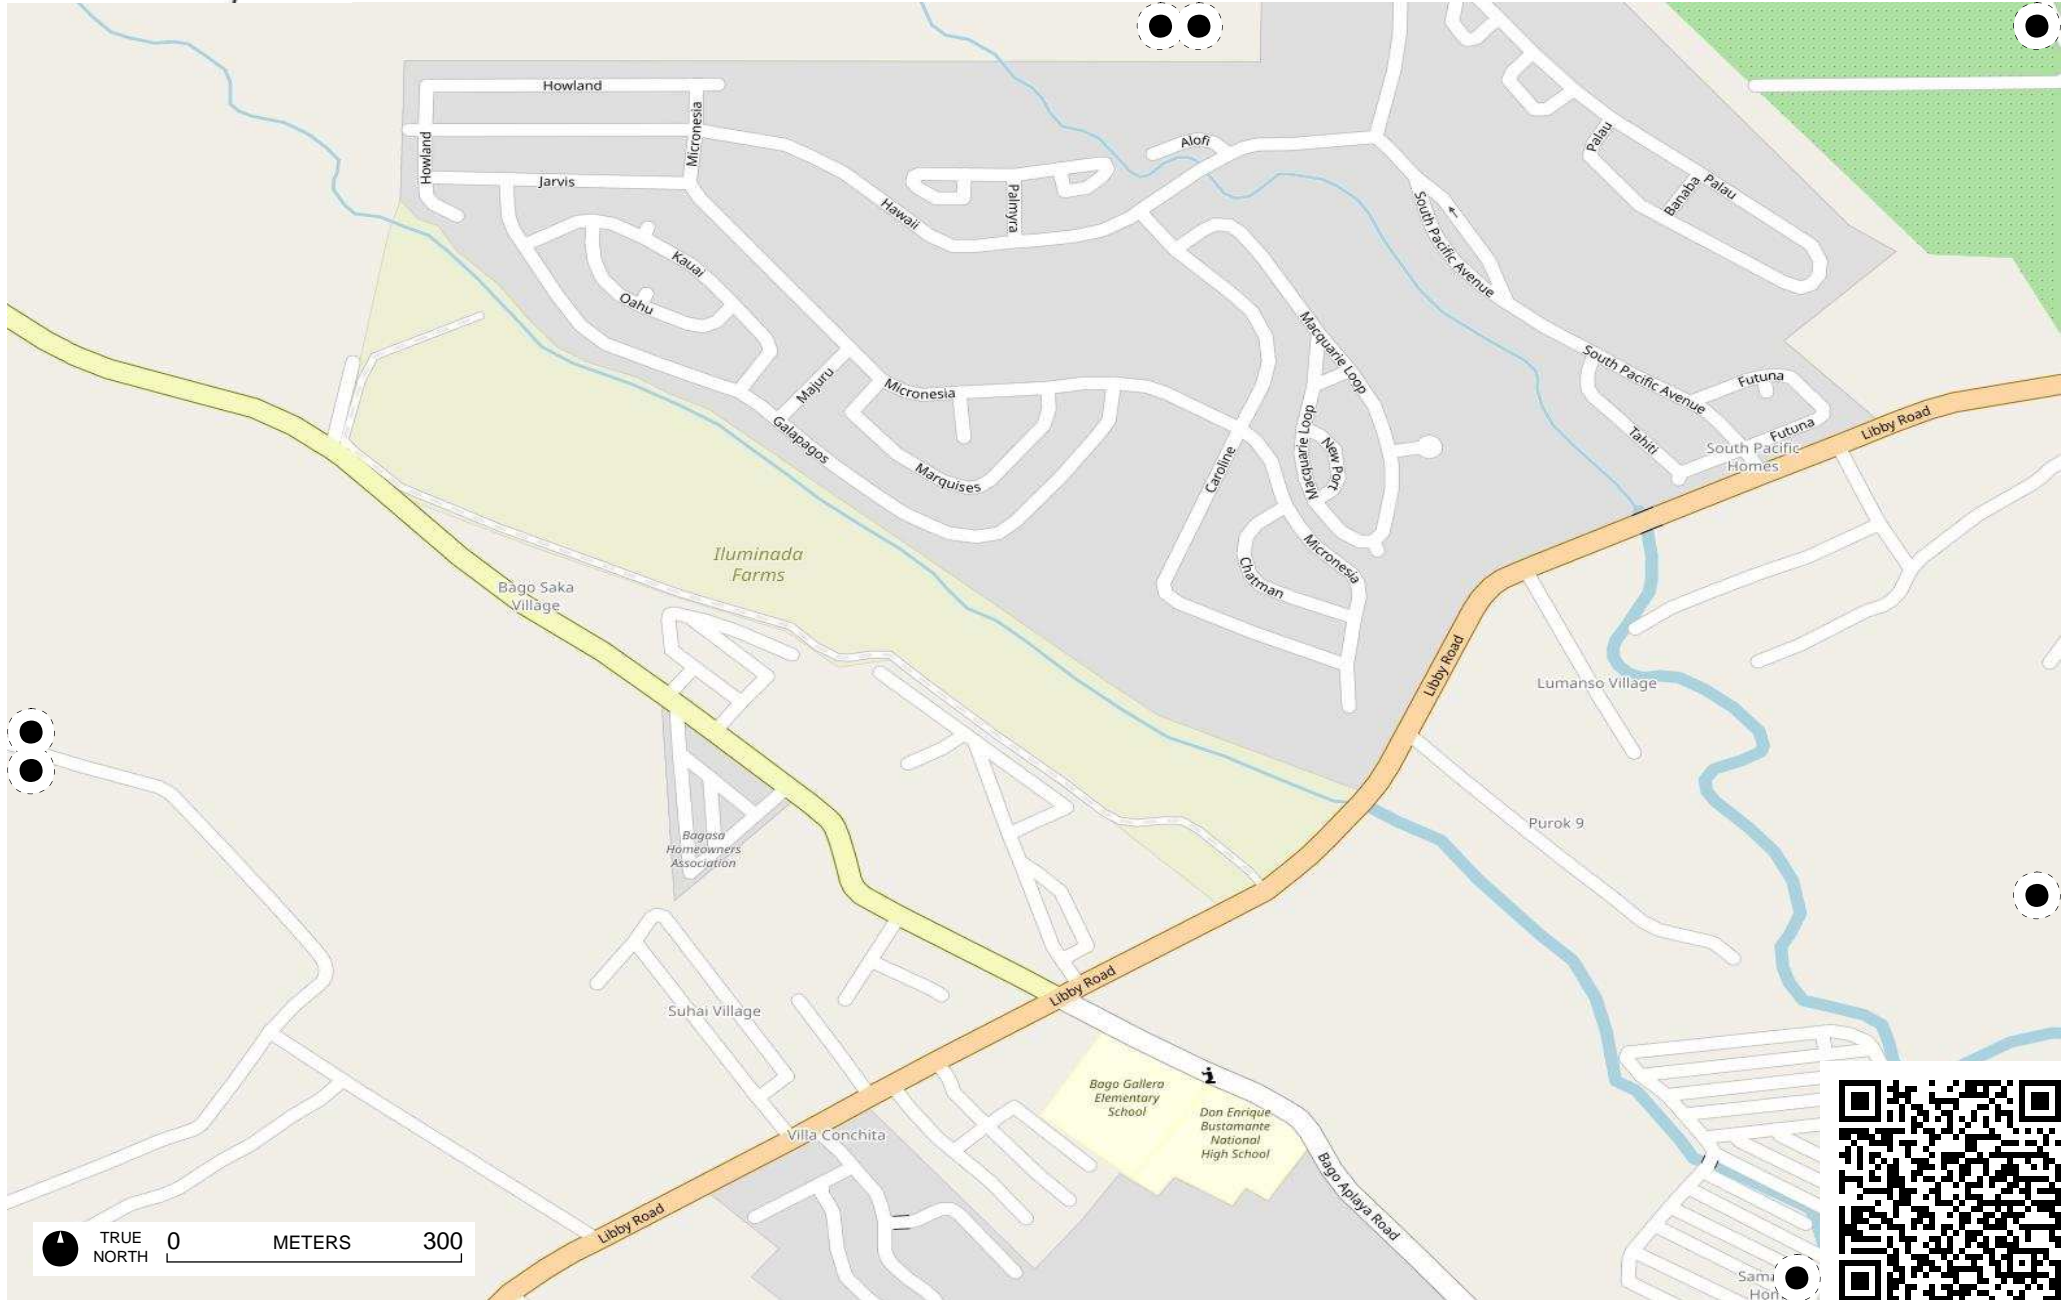 Howland
Howland
Micronesia
Jarvis
Alofi
Palmyra
Hawaii
Palau
Banaba
Palau
South Pacific Avenue
Kauai
Oahu
Majuru
Micronesia
Galapagos
Marquises
Macquarie Loop
Macquarie Loop
New Port
Caroline
Micronesia
Chatman
South Pacific Avenue
Futuna
Futuna
Tahiti
South Pacific
Homes
Libby Road
Iluminada
Farms
Bago Saka
Village
Libby Road
Lumanso Village
Purok 9
Bagasa
Homeowners
Association
Suhai Village
Libby Road
Bago Gallera
Elementary
School
Don Enrique
Bustamante
National
High School
Villa Conchita
Bago Aplaya Road
Libby Road
TRUE
NORTH
0
METERS
300